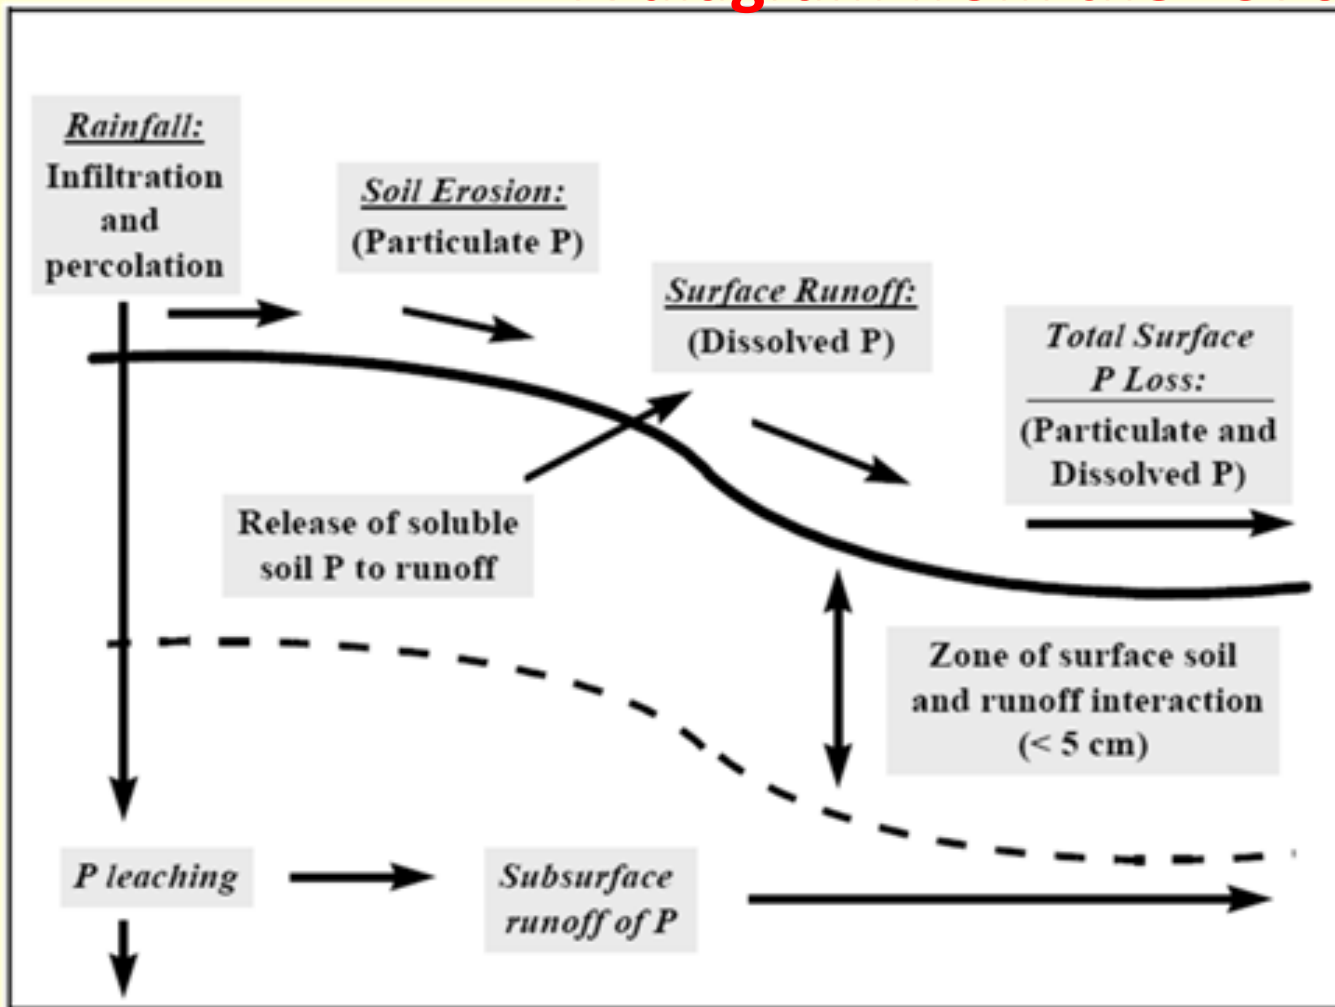 Rainfall:
Infiltration
and
percolation
Soil Erosion:
(Particulate P)
Surface Runoff:
(Dissolved P)
Total Surface
P Loss:
(Particulate and
Dissolved P)
Release of soluble
soil P to runoff
Zone of surface soil
and runoff interaction
(< 5 cm)
P leaching
Subsurface
runoff of P